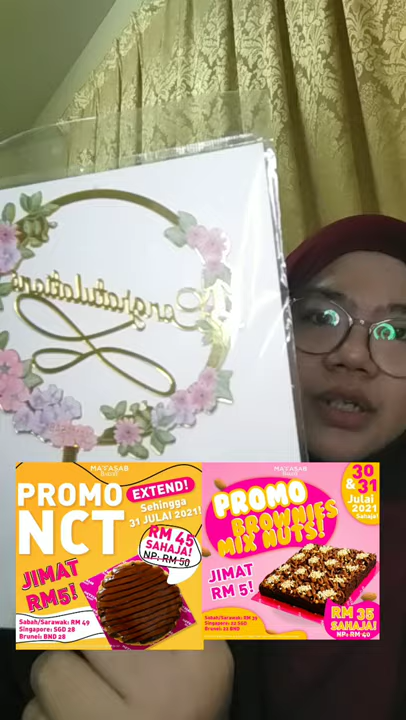 Congratulations
MAYASAB
PROMO
EXTEND!
NCT
Sehingga
31 JULAI 2021!
RM 45
SAHAJA!
NP: RM 50
JIMAT
RM5!
Sabah/Sarawak: RM 49
Singapore: SGD 28
Brunei: BND 28
MAYASAB
30
& 31
Julai
2021
Sahaja!
PROMO
BROWNIES
MIX NUTS!
JIMAT
RM 5!
RM 35
SAHAJA!
NP: RM 40